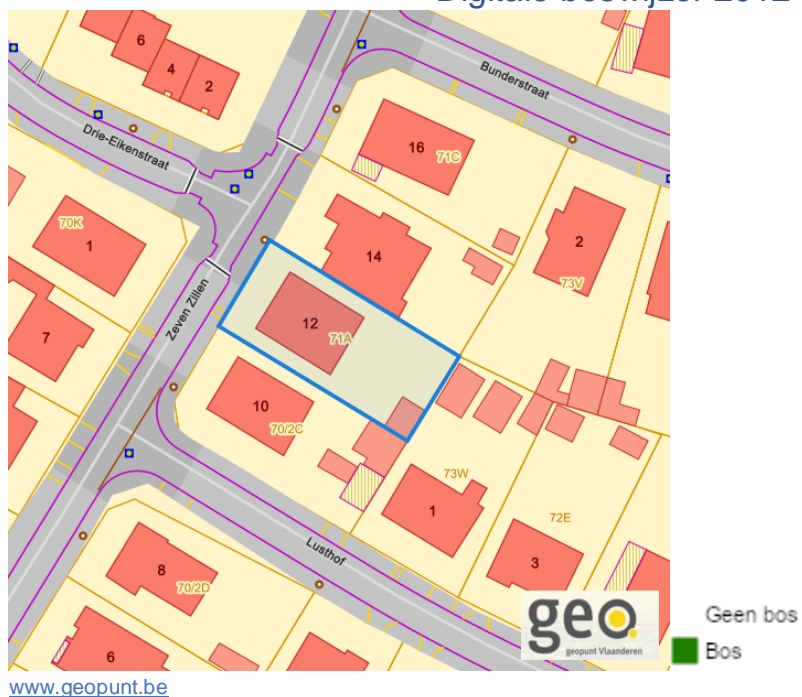 Digitale boswijzer 2012
6
4
2
Bunderstraat
Drie-Eikenstraat
16
71C
70K
1
2
14
73V
Zeven Zillen
12
71A
7
10
70/2C
73W
1
72E
3
Lusthof
8
70/2D
6
geo
geopunt Vlaanderen
Geen bos
Bos
www.geopunt.be